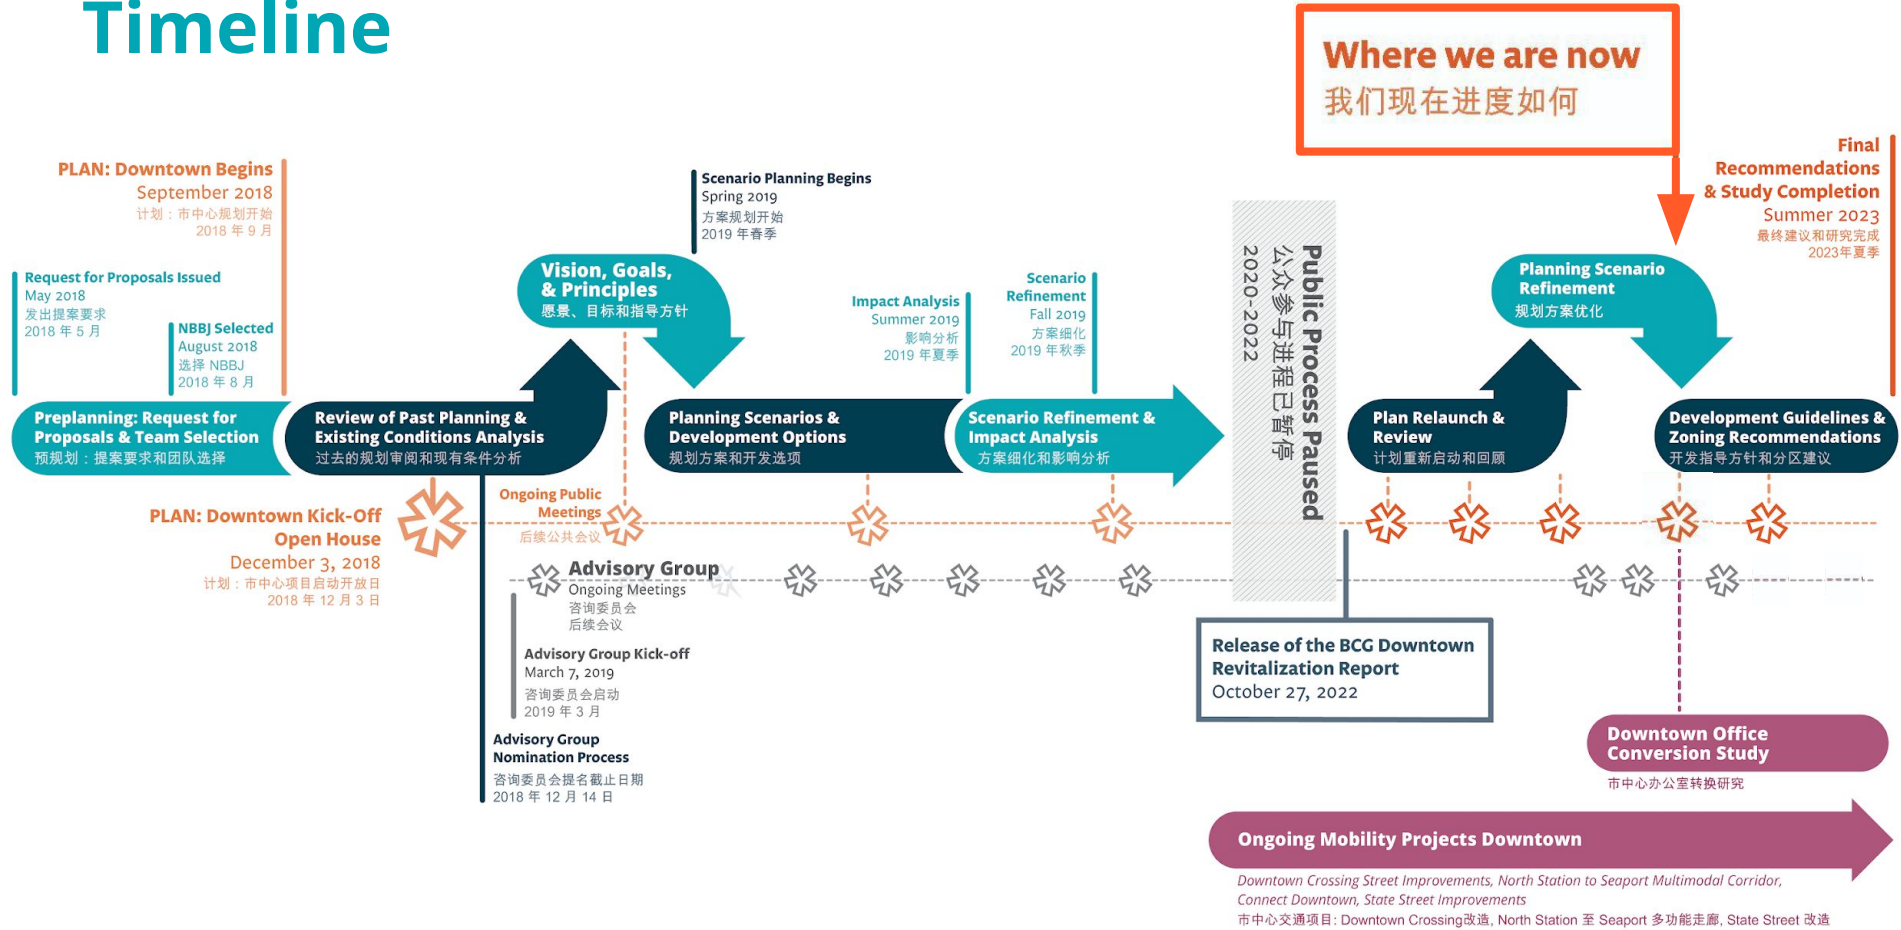 Timeline
Where we are now
我们现在进度如何
PLAN: Downtown Begins
September 2018
计划：市中心规划开始
2018 年 9 月
Request for Proposals Issued
May 2018
发出提案要求
2018 年 5 月
NBBJ Selected
August 2018
选择 NBBJ
2018 年 8 月
Scenario Planning Begins
Spring 2019
方案规划开始
2019 年春季
Vision, Goals,
& Principles
愿景、目标和指导方针
Impact Analysis
Summer 2019
影响分析
2019 年夏季
Scenario
Refinement
Fall 2019
方案细化
2019 年秋季
Public Process Paused
公众参与进程已暂停
2020-2022
Planning Scenario
Refinement
规划方案优化
Final
Recommendations
& Study Completion
Summer 2023
最终建议和研究完成
2023年夏季
Preplanning: Request for
Proposals & Team Selection
预规划：提案要求和团队选择
Review of Past Planning &
Existing Conditions Analysis
过去的规划审阅和现有条件分析
Planning Scenarios &
Development Options
规划方案和开发选项
Scenario Refinement &
Impact Analysis
方案细化和影响分析
Plan Relaunch &
Review
计划重新启动和回顾
Development Guidelines &
Zoning Recommendations
开发指导方针和分区建议
PLAN: Downtown Kick-Off
Open House
December 3, 2018
计划：市中心项目启动开放日
2018 年 12 月 3 日
Ongoing Public
Meetings
后续公共会议
Advisory Group
Ongoing Meetings
咨询委员会
后续会议
Advisory Group Kick-off
March 7, 2019
咨询委员会启动
2019 年 3 月
Advisory Group
Nomination Process
咨询委员会提名截止日期
2018 年 12 月 14 日
Release of the BCG Downtown
Revitalization Report
October 27, 2022
Downtown Office
Conversion Study
市中心办公室转换研究
Ongoing Mobility Projects Downtown
Downtown Crossing Street Improvements, North Station to Seaport Multimodal Corridor,
Connect Downtown, State Street Improvements
市中心交通项目: Downtown Crossing改造, North Station 至 Seaport 多功能走廊, State Street 改造